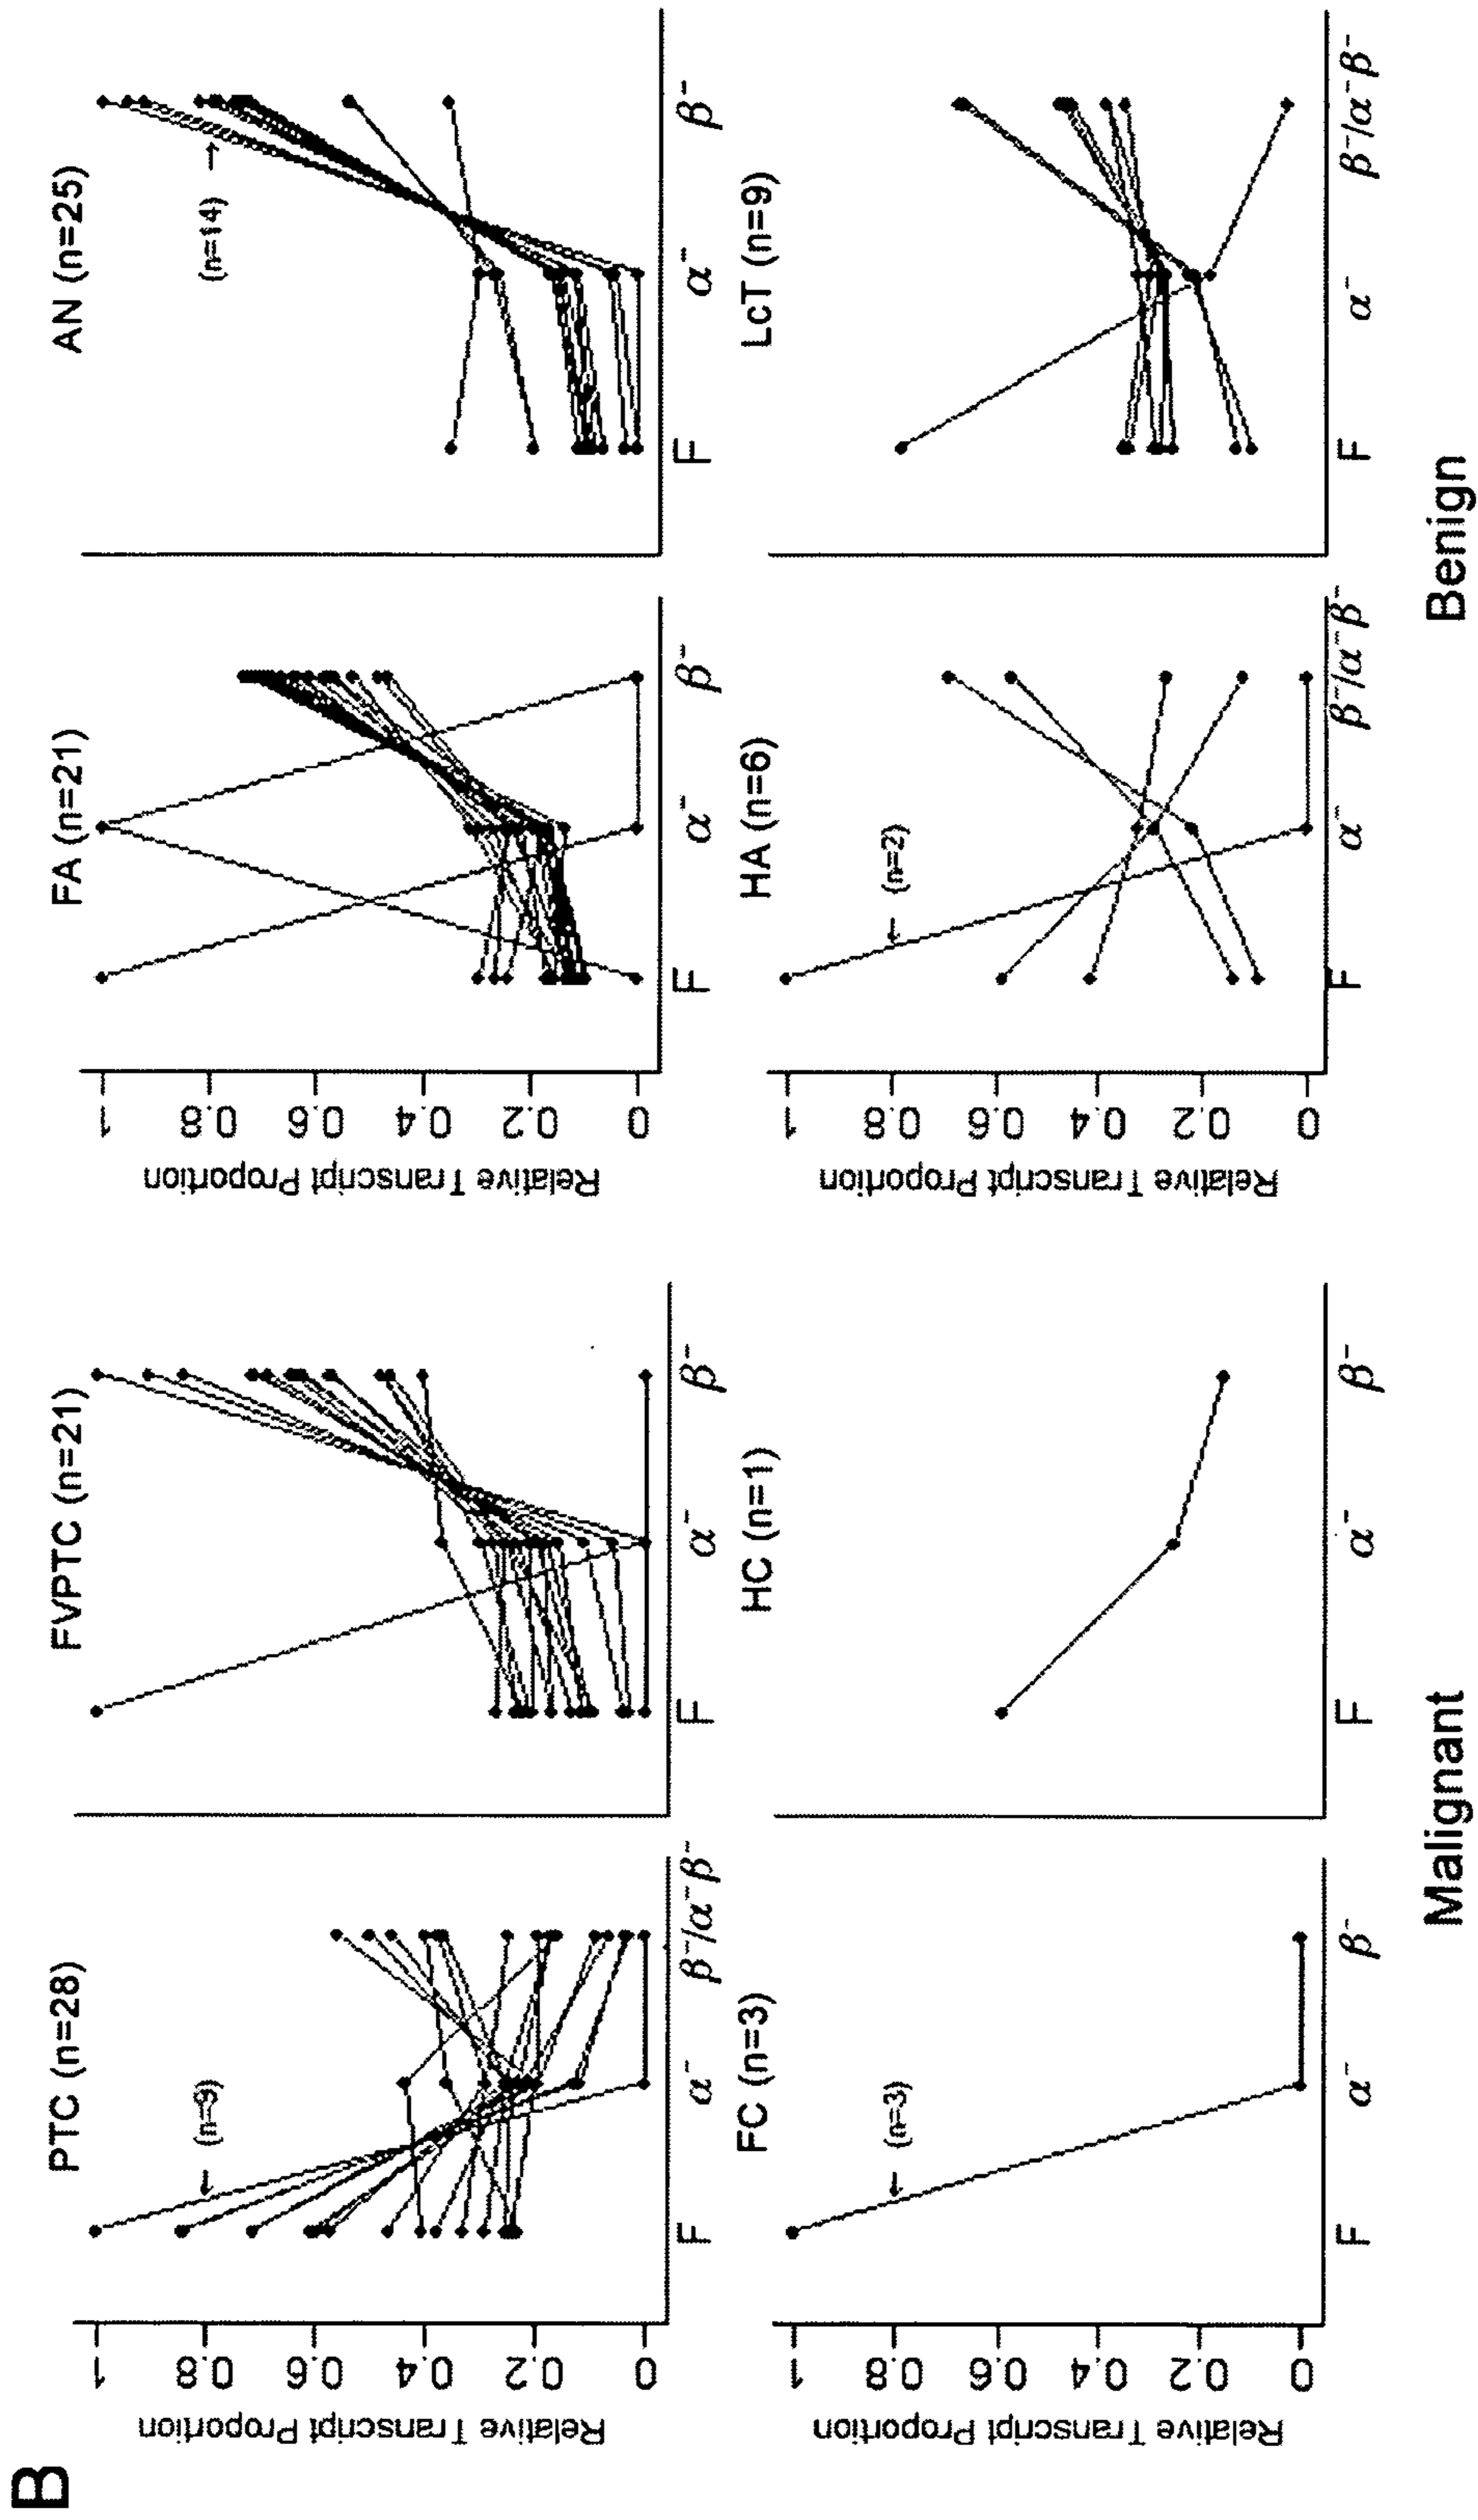 B
PTC (n=28)
FVPTC (n=21)
FA (n=21)
AN (n=25)
Relative Transcript Proportion
1
0.8
0.6
0.4
0.2
0
(n=9)
F
α⁻
β⁻/α⁻β⁻
F
α⁻
β⁻
Relative Transcript Proportion
1
0.8
0.6
0.4
0.2
0
F
α⁻
β⁻
(n=14)
F
α⁻
β⁻
FC (n=3)
HC (n=1)
HA (n=6)
LcT (n=9)
Relative Transcript Proportion
1
0.8
0.6
0.4
0.2
0
(n=3)
F
α⁻
β⁻
F
α⁻
β⁻
Relative Transcript Proportion
1
0.8
0.6
0.4
0.2
0
(n=2)
F
α⁻
β⁻/α⁻β⁻
F
α⁻
β⁻/α⁻β⁻
Malignant
Benign